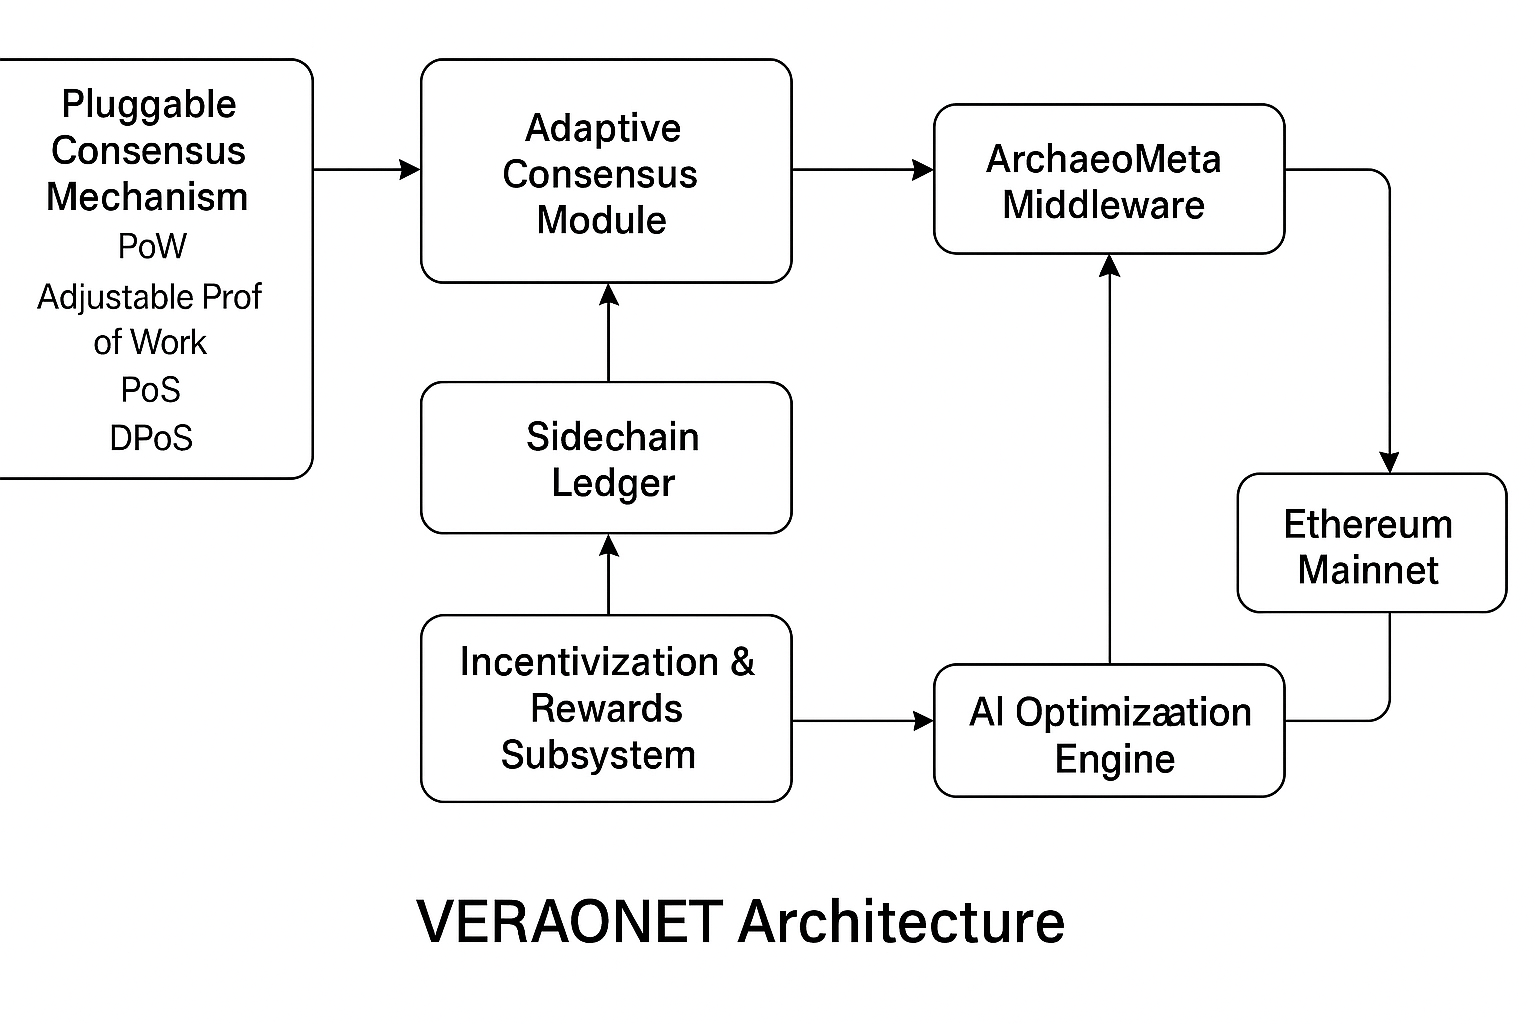 Pluggable
Consensus
Mechanism
PoW
Adjustable Prof
of Work
PoS
DPoS
Adaptive
Consensus
Module
ArchaeoMeta
Middleware
Sidechain
Ledger
Ethereum
Mainnet
Incentivization &
Rewards
Subsystem
AI Optimizaation
Engine
VERAONET Architecture